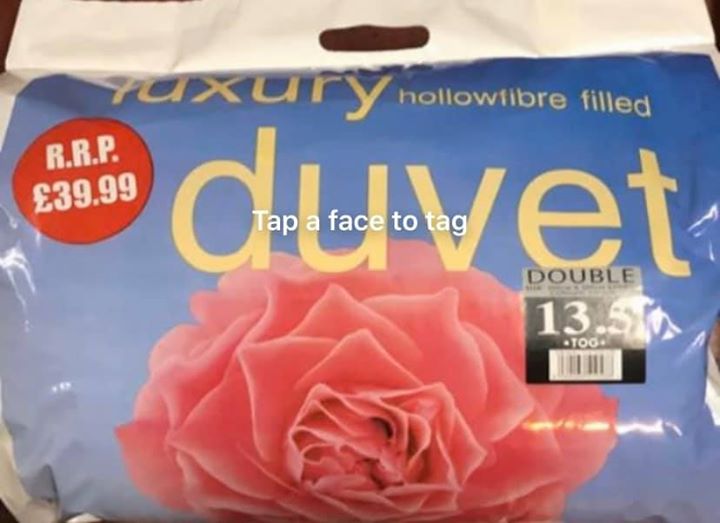 luxury hollowfibre filled
R.R.P.
£39.99
duvet
Tap a face to tag
DOUBLE
13.5
•TOG•